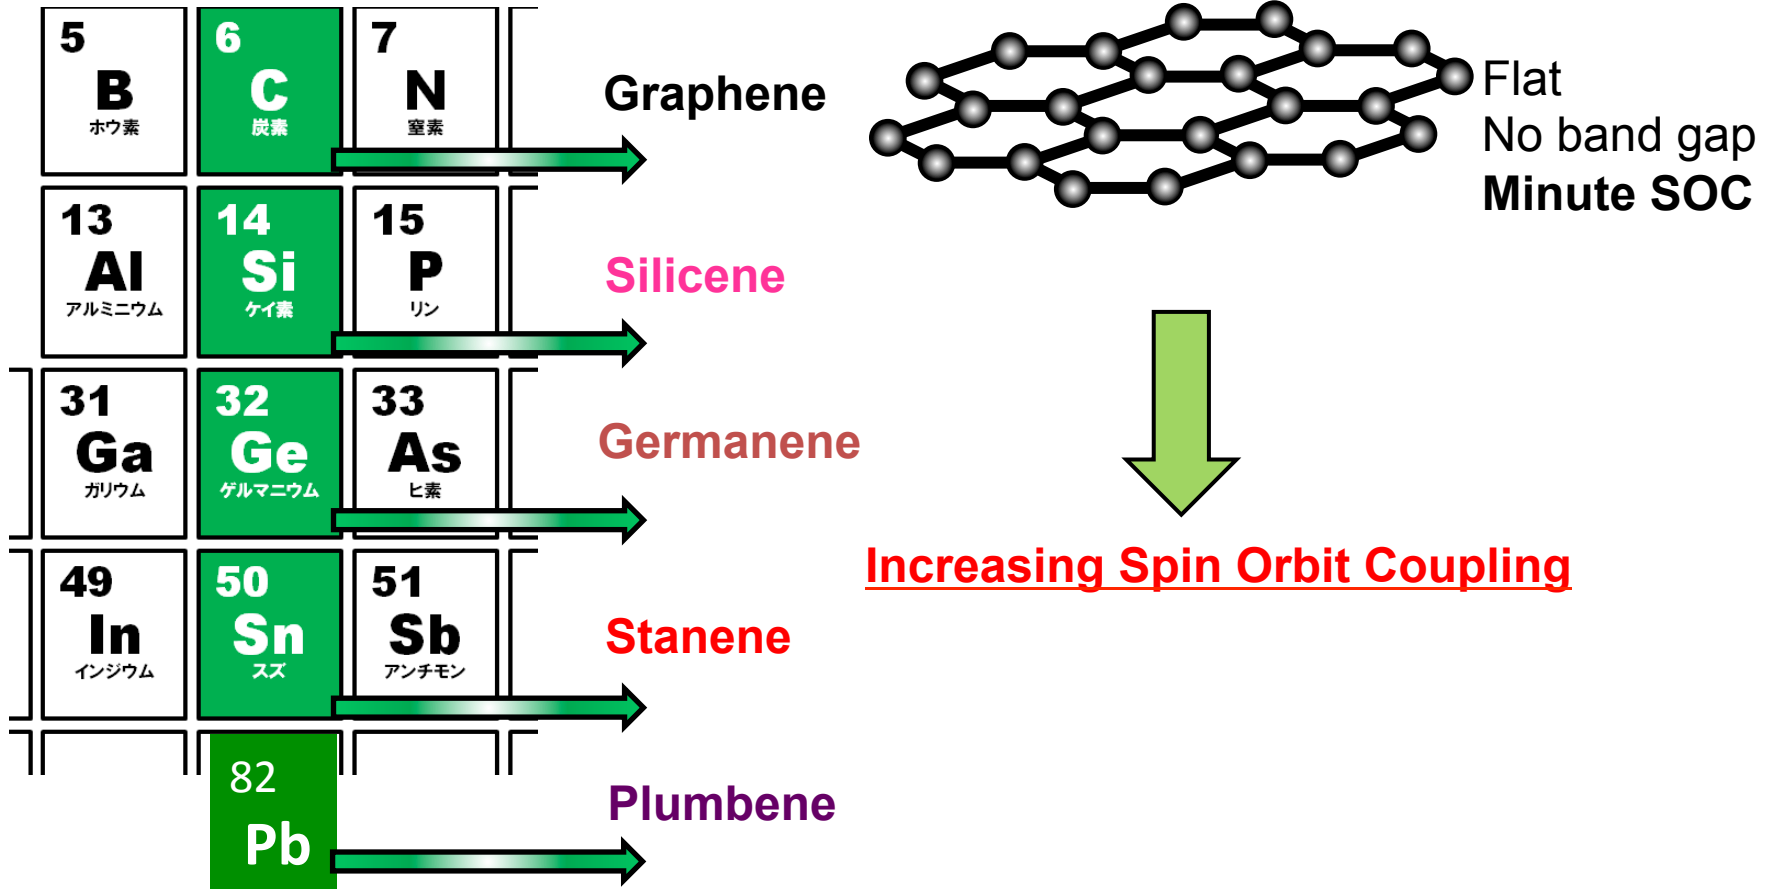 5
B
ホウ素
6
C
炭素
7
N
窒素
Graphene
Flat
No band gap
Minute SOC
13
Al
アルミニウム
14
Si
ケイ素
15
P
リン
Silicene
31
Ga
ガリウム
32
Ge
ゲルマニウム
33
As
ヒ素
Germanene
Increasing Spin Orbit Coupling
49
In
インジウム
50
Sn
スズ
51
Sb
アンチモン
Stanene
82
Pb
Plumbene